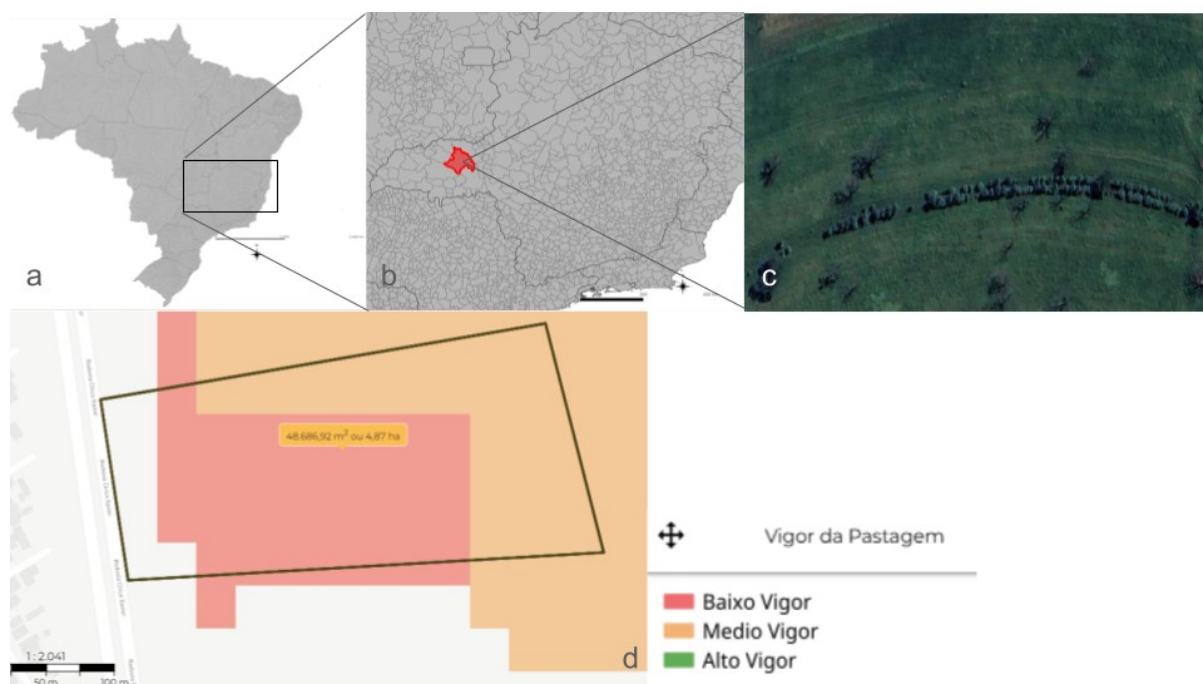 a
b
c
48.686,92 m² ou 4,87 ha
Vigor da Pastagem
Baixo Vigor
Medio Vigor
Alto Vigor
1 : 2.041
50 m
100 m
d